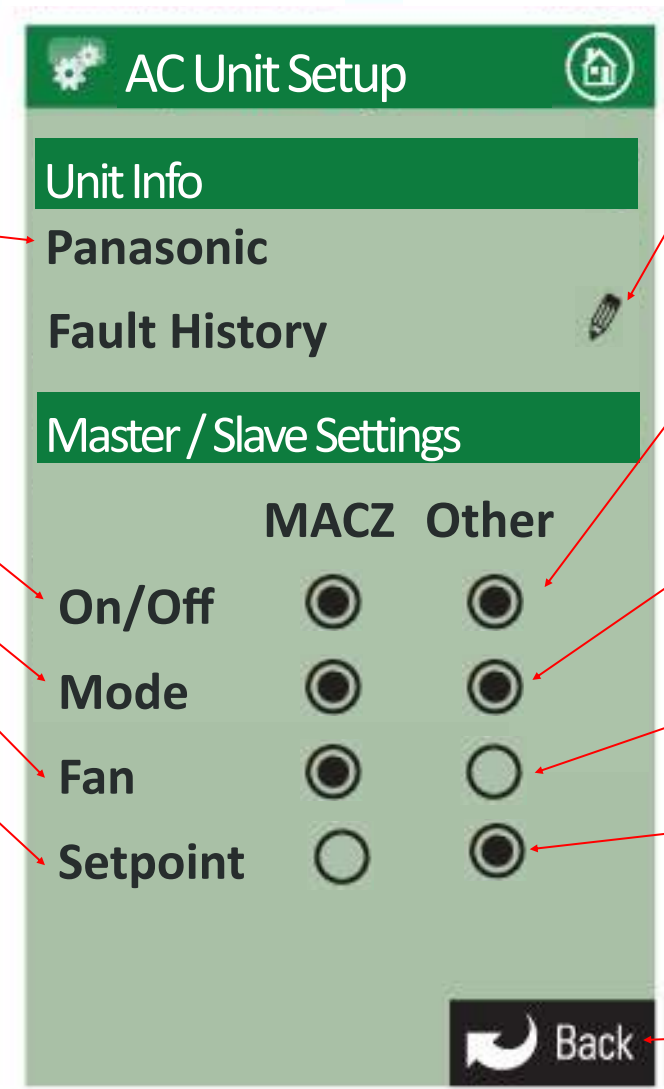 AC Unit Setup
Unit Info
Panasonic
Fault History
Master / Slave Settings
MACZ Other
On/Off
Mode
Fan
Setpoint
Back